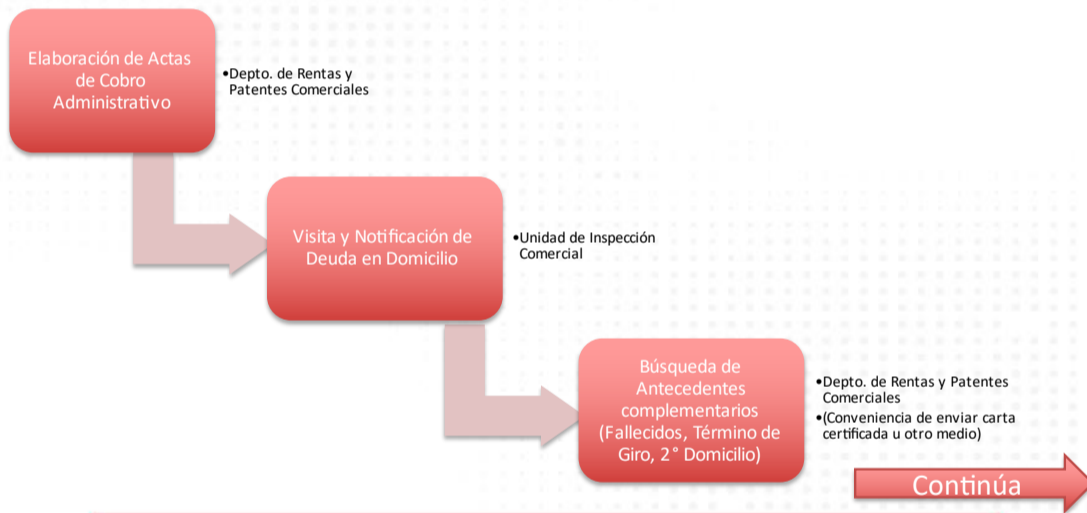 Elaboración de Actas
de Cobro
Administrativo
•Depto. de Rentas y
Patentes Comerciales
Visita y Notificación de
Deuda en Domicilio
•Unidad de Inspección
Comercial
Búsqueda de
Antecedentes
complementarios
(Fallecidos, Término de
Giro, 2° Domicilio)
•Depto. de Rentas y Patentes
Comerciales
•(Conveniencia de enviar carta
certificada u otro medio)
Continúa